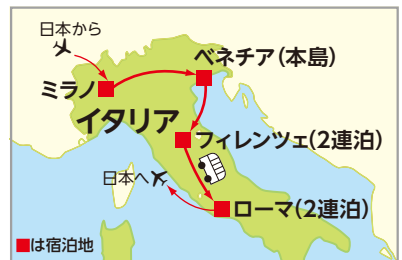 日本から
ベネチア(本島)
ミラノ
イタリア
フィレンツェ(2連泊)
日本へ
ローマ(2連泊)
■は宿泊地